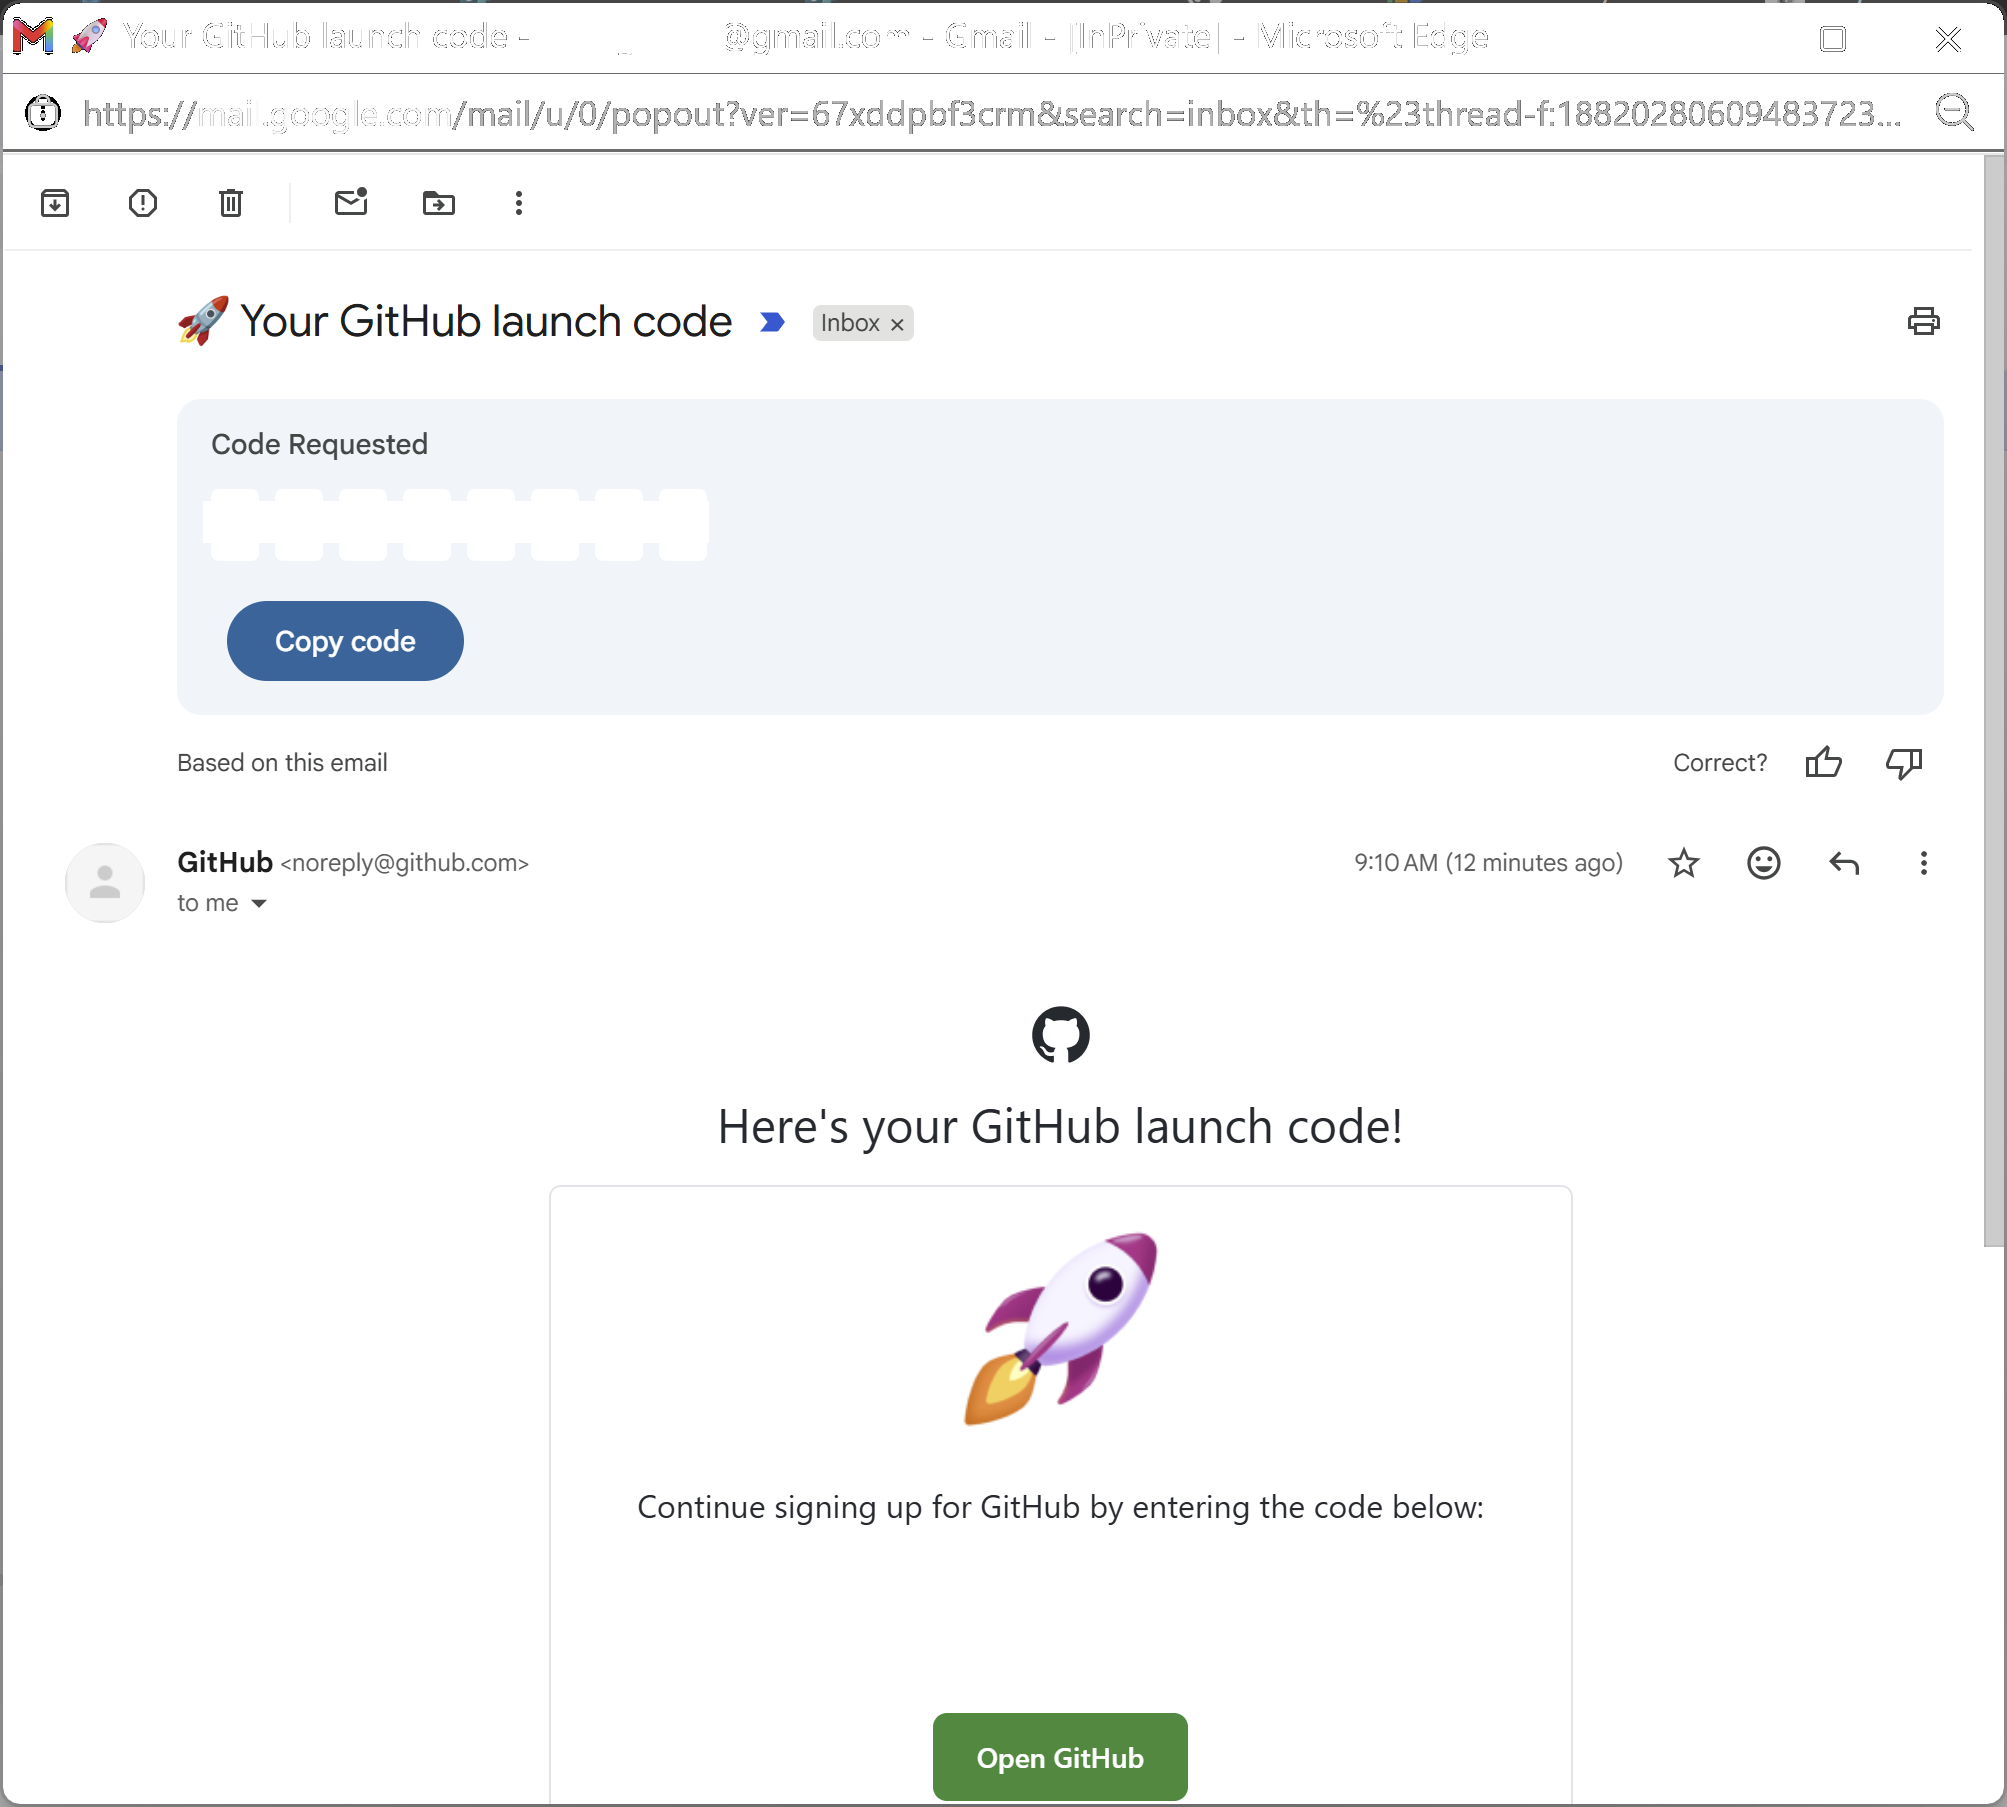 Your GitHub launch code - @gmail.com - Gmail - [InPrivate] - Microsoft Edge
https://mail.google.com/mail/u/0/popout?ver=67xddpbf3crm&search=inbox&th=%23thread-f:18820280609483723...
Your GitHub launch code Inbox ×
Code Requested
Copy code
Based on this email
Correct?
GitHub <noreply@github.com>
9:10 AM (12 minutes ago)
to me
Here's your GitHub launch code!
Continue signing up for GitHub by entering the code below:
Open GitHub